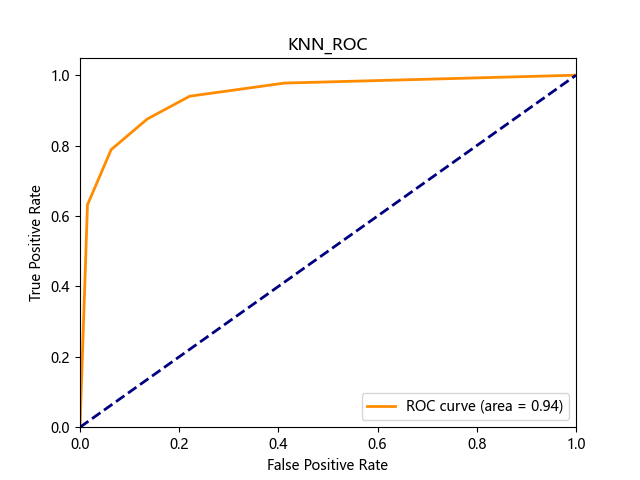 KNN_ROC
True Positive Rate
1.0
0.8
0.6
0.4
0.2
0.0
ROC curve (area = 0.94)
0.0 0.2 0.4 0.6 0.8 1.0
False Positive Rate